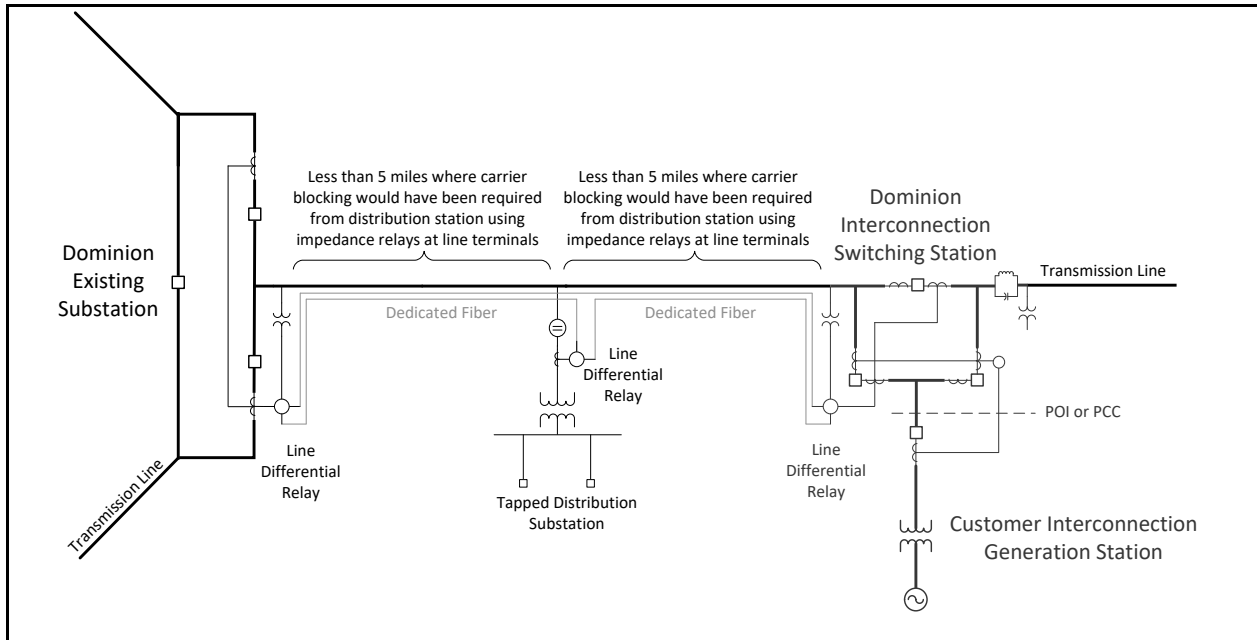 Less than 5 miles where carrier
blocking would have been required
from distribution station using
impedance relays at line terminals
Less than 5 miles where carrier
blocking would have been required
from distribution station using
impedance relays at line terminals
Dominion
Interconnection
Switching Station
Transmission Line
Dominion
Existing
Substation
Dedicated Fiber
Dedicated Fiber
Line
Differential
Relay
POI or PCC
Line
Differential
Relay
Line
Differential
Relay
Tapped Distribution
Substation
Transmission Line
Customer Interconnection
Generation Station